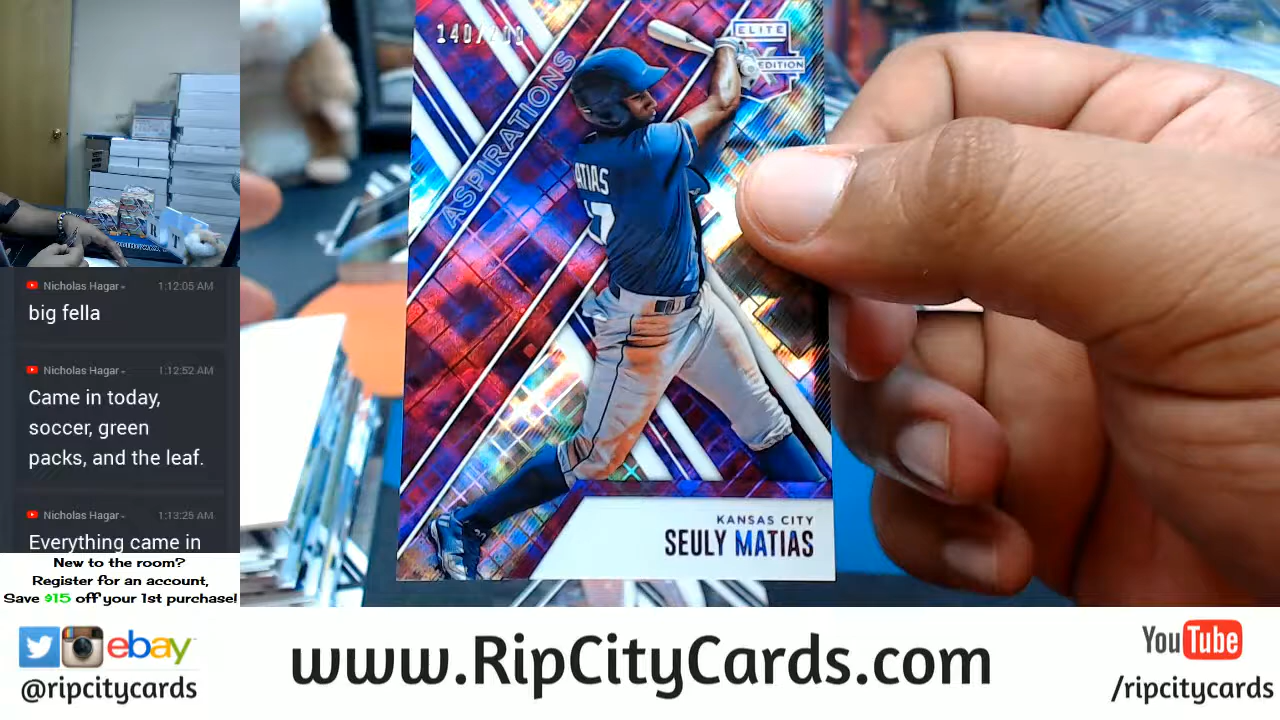 Nicholas Hagar
1:12:05 AM
big fella
Nicholas Hagar
1:12:52 AM
Came in today,
soccer, green
packs, and the leaf.
Nicholas Hagar
1:13:25 AM
Everything came in
New to the room?
Register for an account,
Save $15 off your 1st purchase!
ELITE
EDITION
ASPIRATIONS
ATIAS
KANSAS CITY
SEULY MATIAS
ebay
@ripcitycards
www.RipCityCards.com
YouTube
/ripcitycards